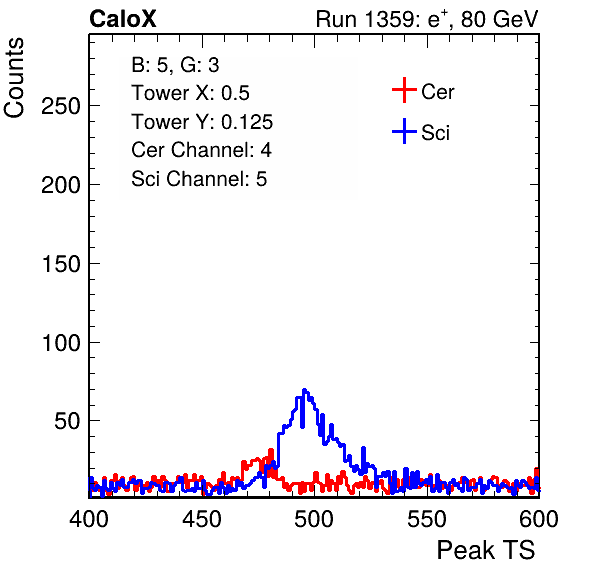 CaloX Run 1359: e⁺, 80 GeV
B: 5, G: 3
Tower X: 0.5
Tower Y: 0.125
Cer Channel: 4
Sci Channel: 5
Cer
Sci
Counts
250
200
150
100
50
400 450 500 550 600
Peak TS